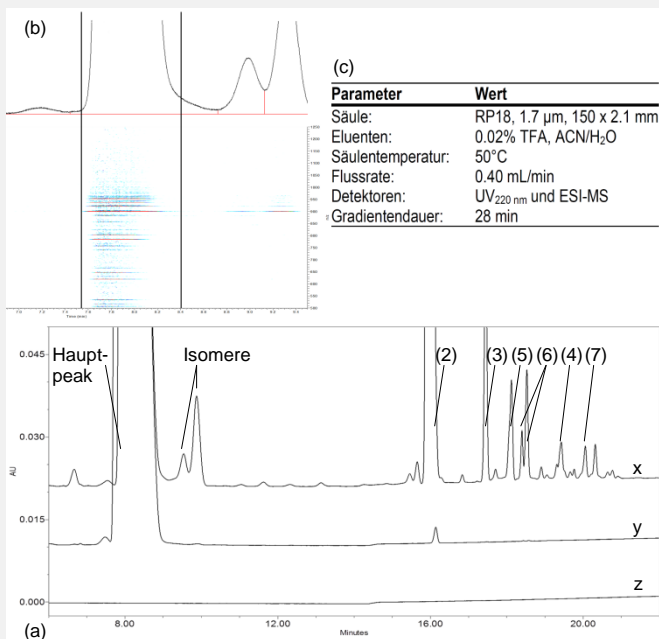 (b)
(c)
Parameter Wert
Säule: RP18, 1.7 µm, 150 x 2.1 mm
Eluenten: 0.02% TFA, ACN/H₂O
Säulentemperatur: 50°C
Flussrate: 0.40 mL/min
Detektoren: UV₂₂₀ nm und ESI-MS
Gradientendauer: 28 min
0.045
Haupt-
peak
Isomere
(2)
(3)
(5)
(6)
(4)
(7)
0.030
AU
x
0.015
y
z
0.000
8.00
12.00
16.00
20.00
Minutes
(a)